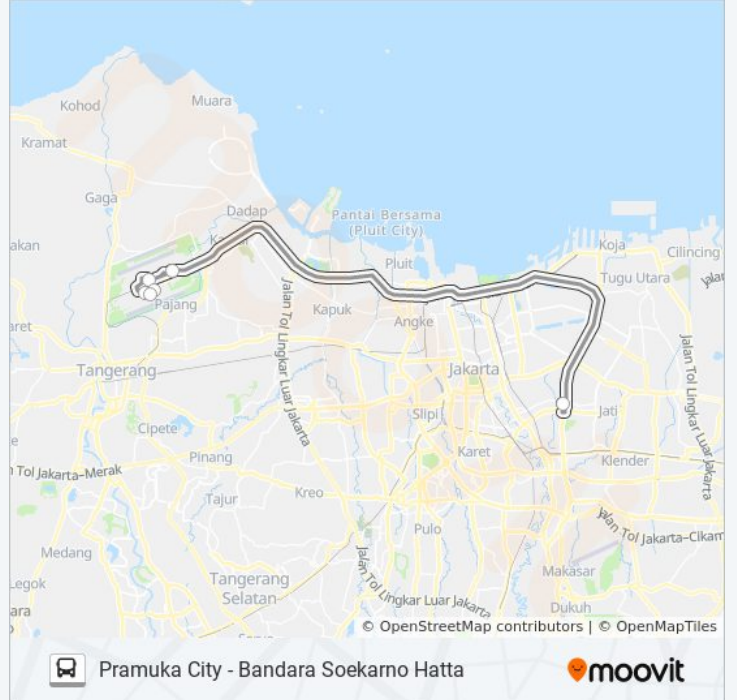 Kohod
Muara
Kramat
Gaga
Dadap
Pantai Bersama
(Pluit City)
akan
Koja
Cilincing
Pluit
Tugu Utara
Jalan
Pajang
Kapuk
Angke
aret
Jalan Tol Lingkar Luar Jakarta
Jalan Tol Lingkar Luar Jakarta
Tangerang
Jakarta
Cipete
Slipi
Jati
e
Pinang
Karet
Klender
n Tol Jakarta–Merak
Tajur
Kreo
Jalan Tol Jakarta–Cikam
Pulo
Medang
Jalan Tol Lingkar Luar Jakarta
Makasar
Legok
Tangerang
Selatan
Dukuh
ara
© OpenStreetMap contributors | © OpenMapTiles
Pramuka City - Bandara Soekarno Hatta
moovit